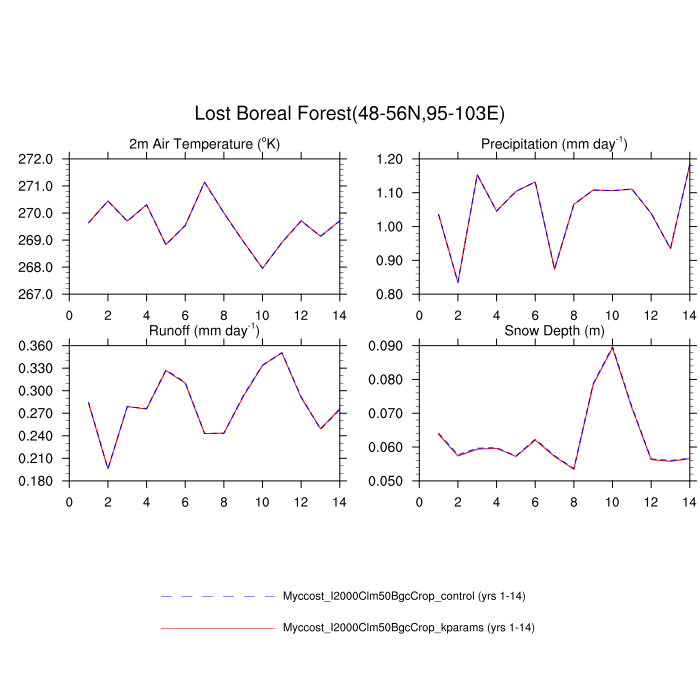 Lost Boreal Forest(48-56N,95-103E)
2m Air Temperature (°K)
272.0
271.0
270.0
269.0
268.0
267.0
0 2 4 6 8 10 12 14
Precipitation (mm day-1)
1.20
1.10
1.00
0.90
0.80
0 2 4 6 8 10 12 14
Runoff (mm day-1)
0.360
0.330
0.300
0.270
0.240
0.210
0.180
0 2 4 6 8 10 12 14
Snow Depth (m)
0.090
0.080
0.070
0.060
0.050
0 2 4 6 8 10 12 14
Myccost_I2000Clm50BgcCrop_control (yrs 1-14)
Myccost_I2000Clm50BgcCrop_kparams (yrs 1-14)